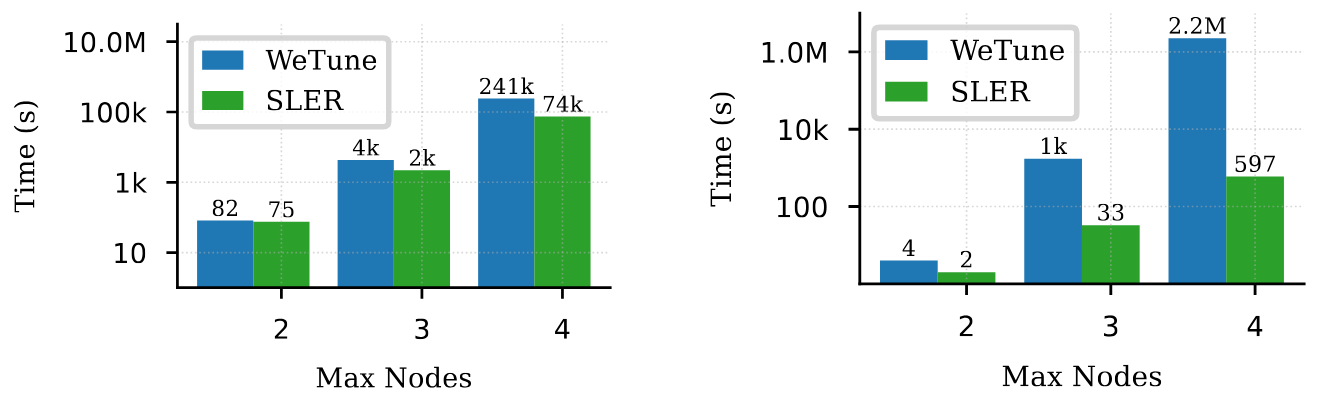 10.0M
100k
1k
10
Time (s)
WeTune
SLER
82
75
4k
2k
241k
74k
2
3
4
Max Nodes
1.0M
10k
100
Time (s)
WeTune
SLER
4
2
1k
33
2.2M
597
2
3
4
Max Nodes